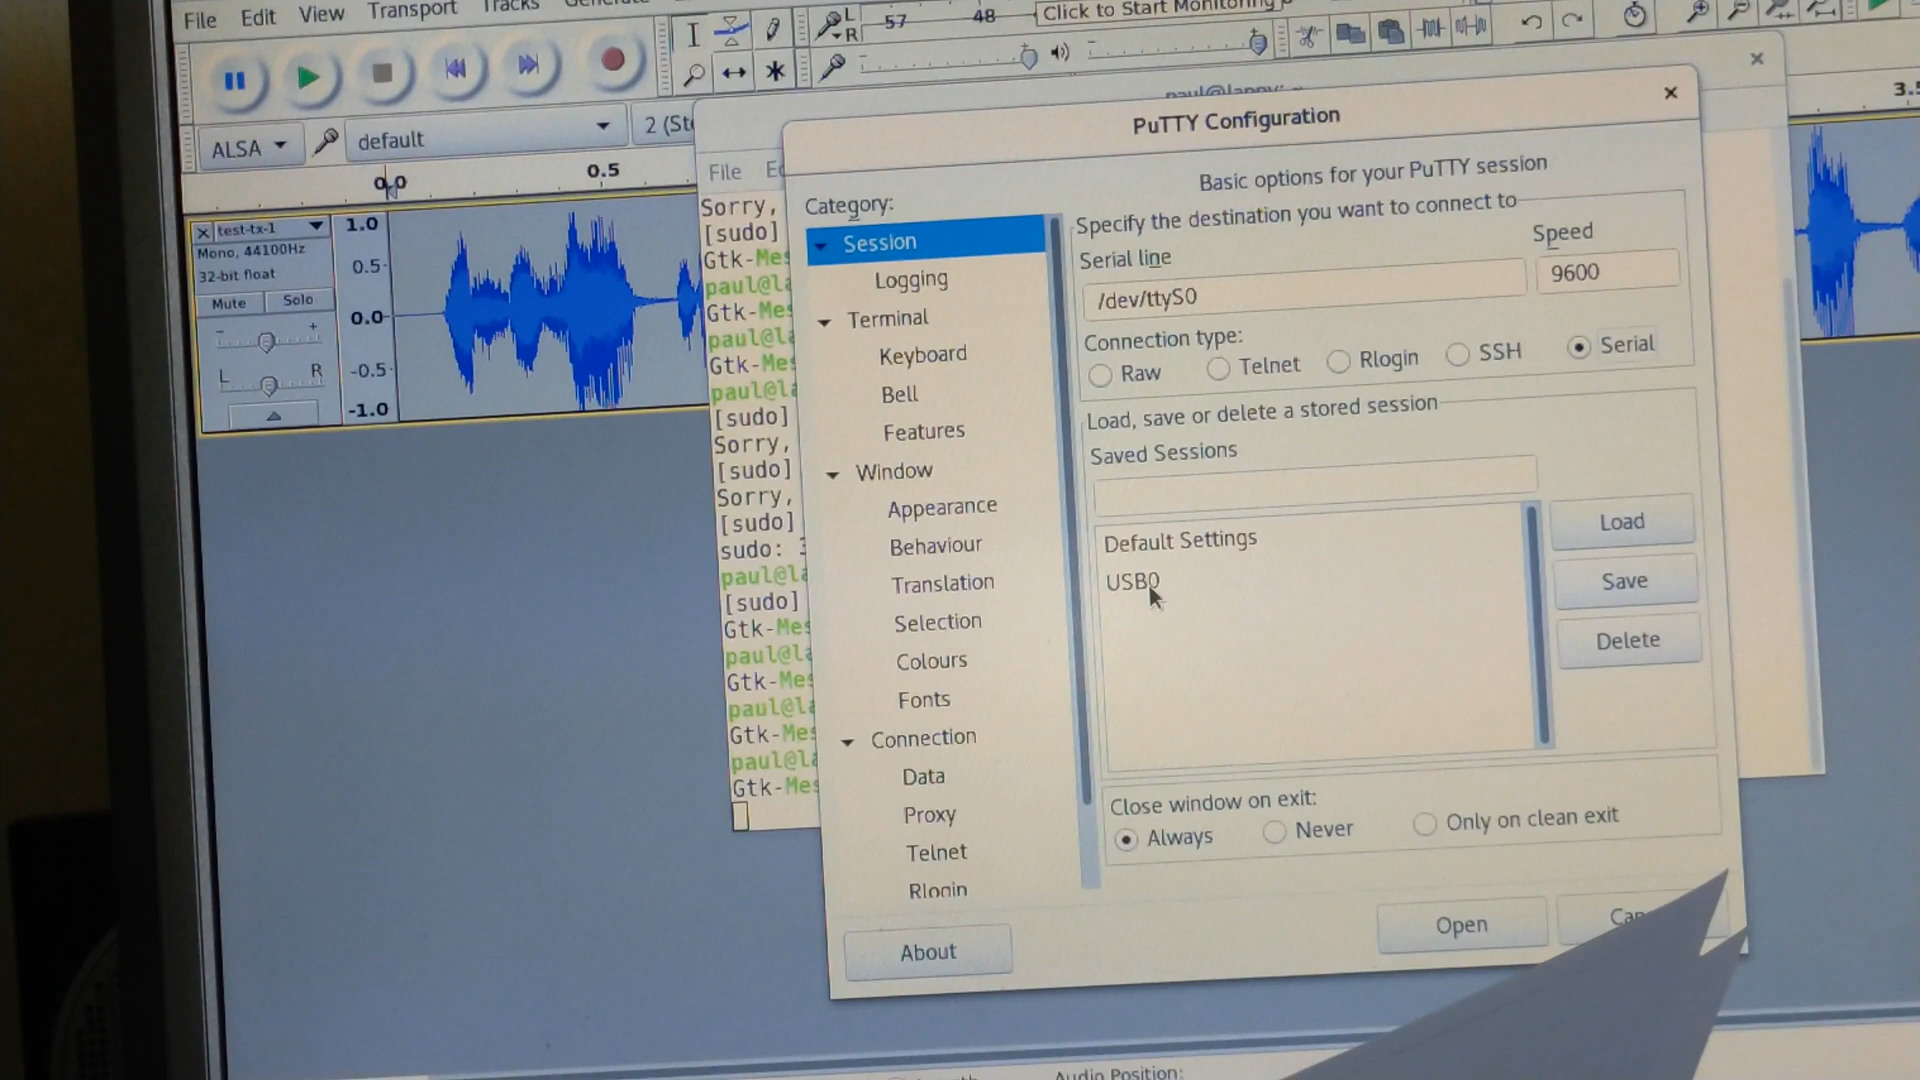 File Edit View Transport Tracks
L
R
57 48 Click to Start Monitoring
ALSA default 2 (St
0.0 0.5
3.5
test-tx-1
Mono, 44100Hz
32-bit float
Mute Solo
- +
L R
1.0
0.5
0.0
-0.5
-1.0
File
Sorry,
[sudo]
Gtk-Mes
paul@la
Gtk-Mes
paul@la
Gtk-Mes
paul@la
[sudo]
Sorry,
[sudo]
Sorry,
[sudo]
sudo:
paul@la
[sudo]
Gtk-Mes
paul@la
Gtk-Mes
paul@la
Gtk-Mes
paul@la
Gtk-Mes
PuTTY Configuration
Category:
Session
Logging
Terminal
Keyboard
Bell
Features
Window
Appearance
Behaviour
Translation
Selection
Colours
Fonts
Connection
Data
Proxy
Telnet
Rlogin
About
Basic options for your PuTTY session
Specify the destination you want to connect to
Serial line Speed
/dev/ttyS0 9600
Connection type:
Raw Telnet Rlogin SSH Serial
Load, save or delete a stored session
Saved Sessions
Default Settings
USB0
Load
Save
Delete
Close window on exit:
Always Never Only on clean exit
Open
Audio Position: